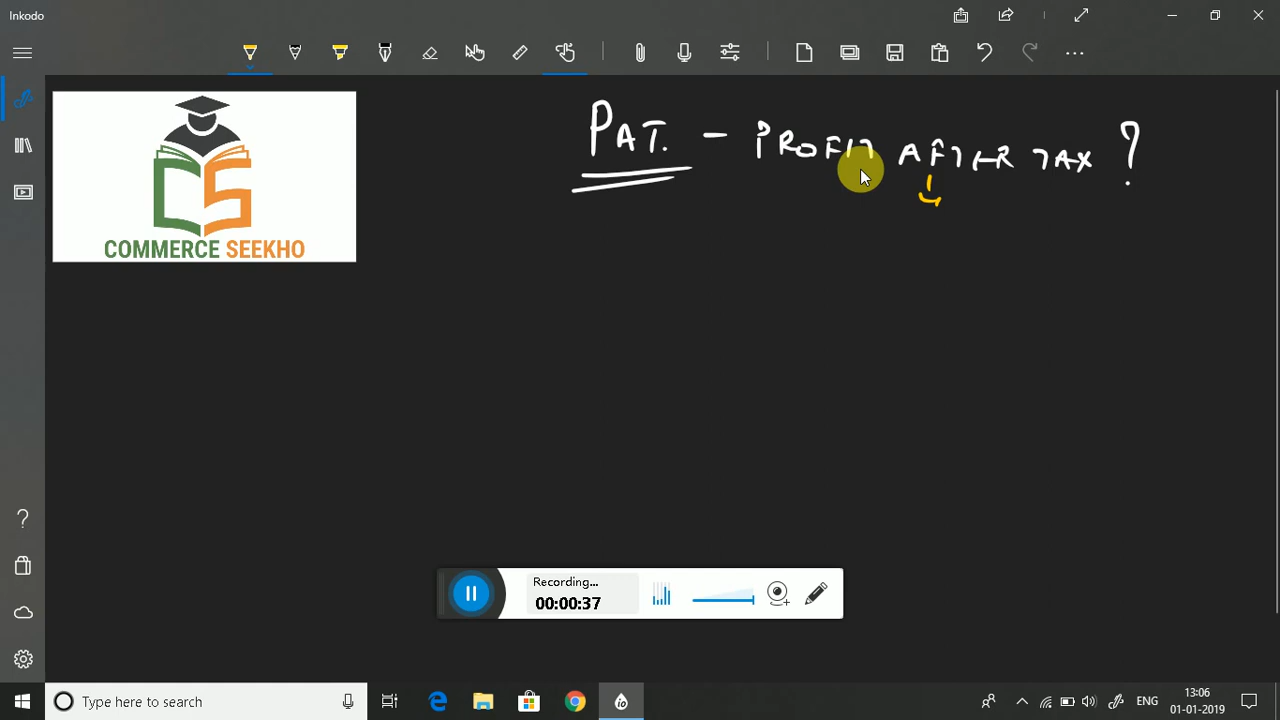 Inkodo
PAT. - PROFIT AFTER TAX ?
COMMERCE SEEKHO
Recording...
00:00:37
Type here to search
ENG
13:06
01-01-2019